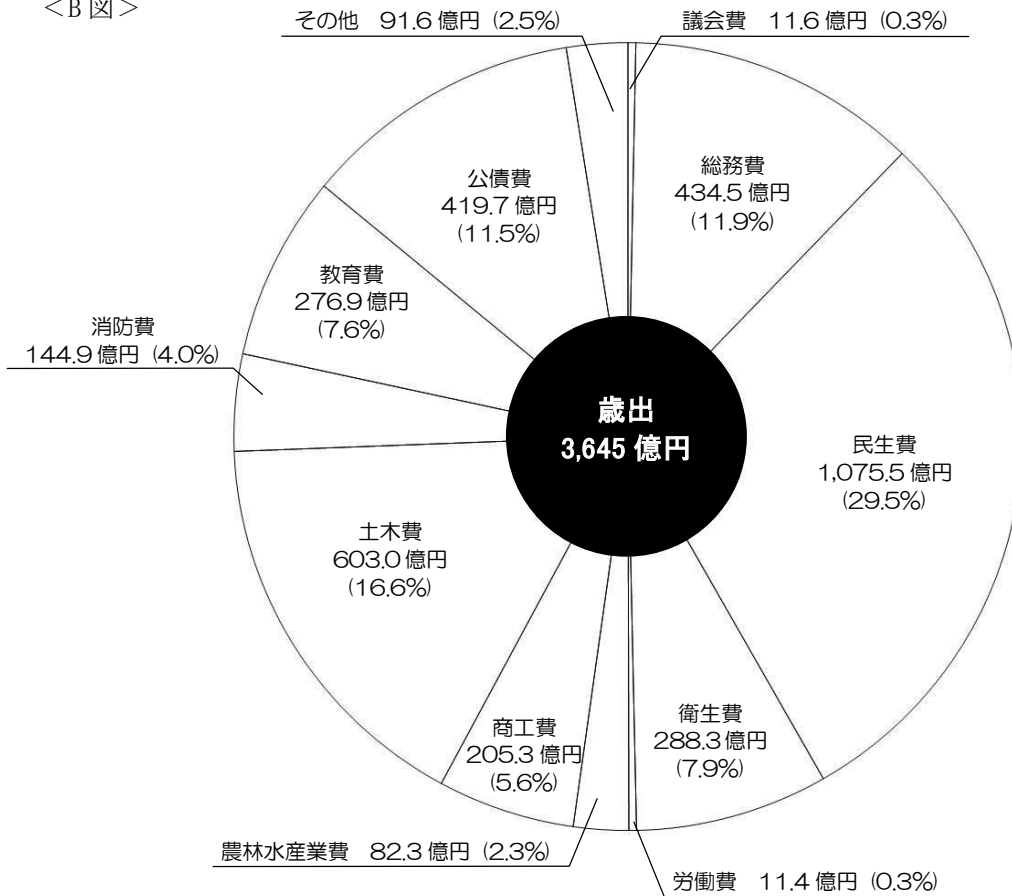 <B図>
その他 91.6億円 (2.5%)
議会費 11.6億円 (0.3%)
総務費
434.5億円
(11.9%)
公債費
419.7億円
(11.5%)
教育費
276.9億円
(7.6%)
消防費
144.9億円 (4.0%)
歳出
3,645億円
民生費
1,075.5億円
(29.5%)
土木費
603.0億円
(16.6%)
商工費
205.3億円
(5.6%)
衛生費
288.3億円
(7.9%)
農林水産業費 82.3億円 (2.3%)
労働費 11.4億円 (0.3%)